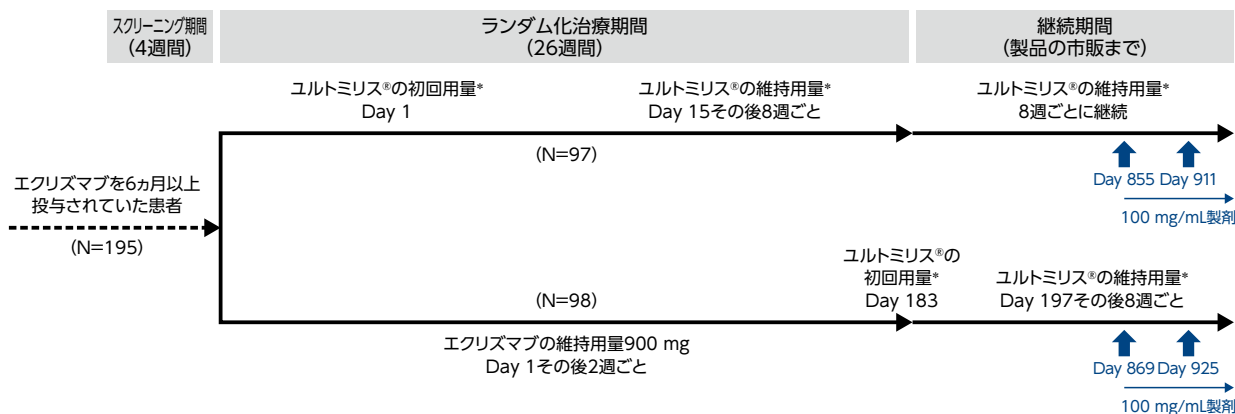 スクリーニング期間
(4週間)
ランダム化治療期間
(26週間)
継続期間
(製品の市販まで)
ユルトミリス®の初回用量*
Day 1
ユルトミリス®の維持用量*
Day 15その後8週ごと
ユルトミリス®の維持用量*
8週ごとに継続
(N=97)
Day 855
Day 911
100 mg/mL製剤
エクリズマブを6ヵ月以上
投与されていた患者
(N=195)
ユルトミリス®の
初回用量*
Day 183
ユルトミリス®の維持用量*
Day 197その後8週ごと
(N=98)
エクリズマブの維持用量900 mg
Day 1その後2週ごと
Day 869
Day 925
100 mg/mL製剤